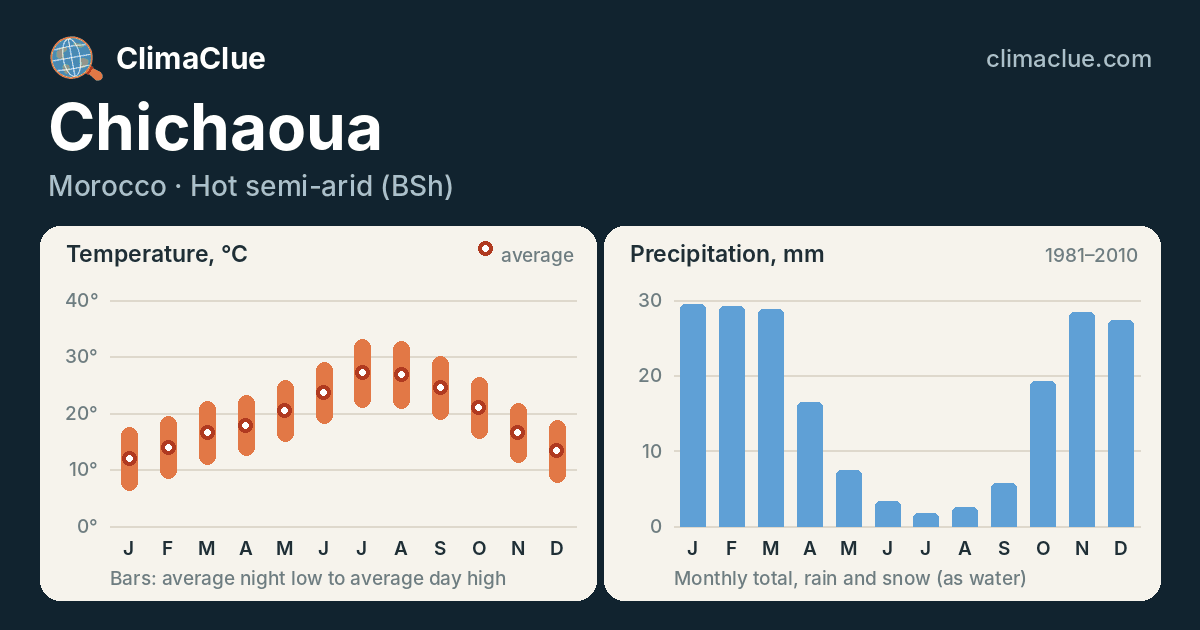 ClimaClue
climaclue.com
Chichaoua
Morocco · Hot semi-arid (BSh)
Temperature, °C
average
40°
30°
20°
10°
0°
J F M A M J J A S O N D
Bars: average night low to average day high
Precipitation, mm
1981–2010
30
20
10
0
J F M A M J J A S O N D
Monthly total, rain and snow (as water)